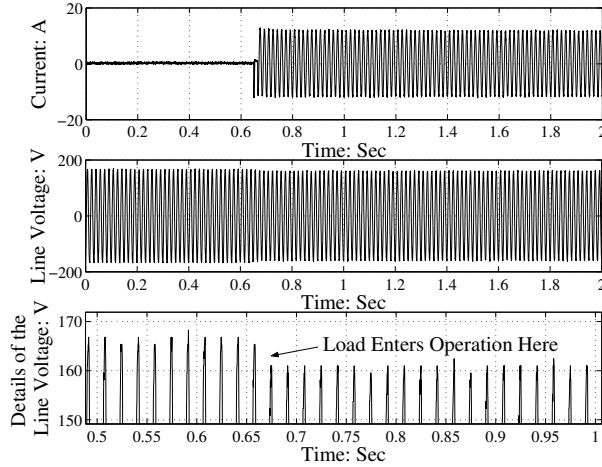 20
0
−20
Current: A
0 0.2 0.4 0.6 0.8 1 1.2 1.4 1.6 1.8 2
Time: Sec
200
0
−200
Line Voltage: V
0 0.2 0.4 0.6 0.8 1 1.2 1.4 1.6 1.8 2
Time: Sec
170
160
150
Details of the
Line Voltage: V
Load Enters Operation Here
0.5 0.55 0.6 0.65 0.7 0.75 0.8 0.85 0.9 0.95 1
Time: Sec